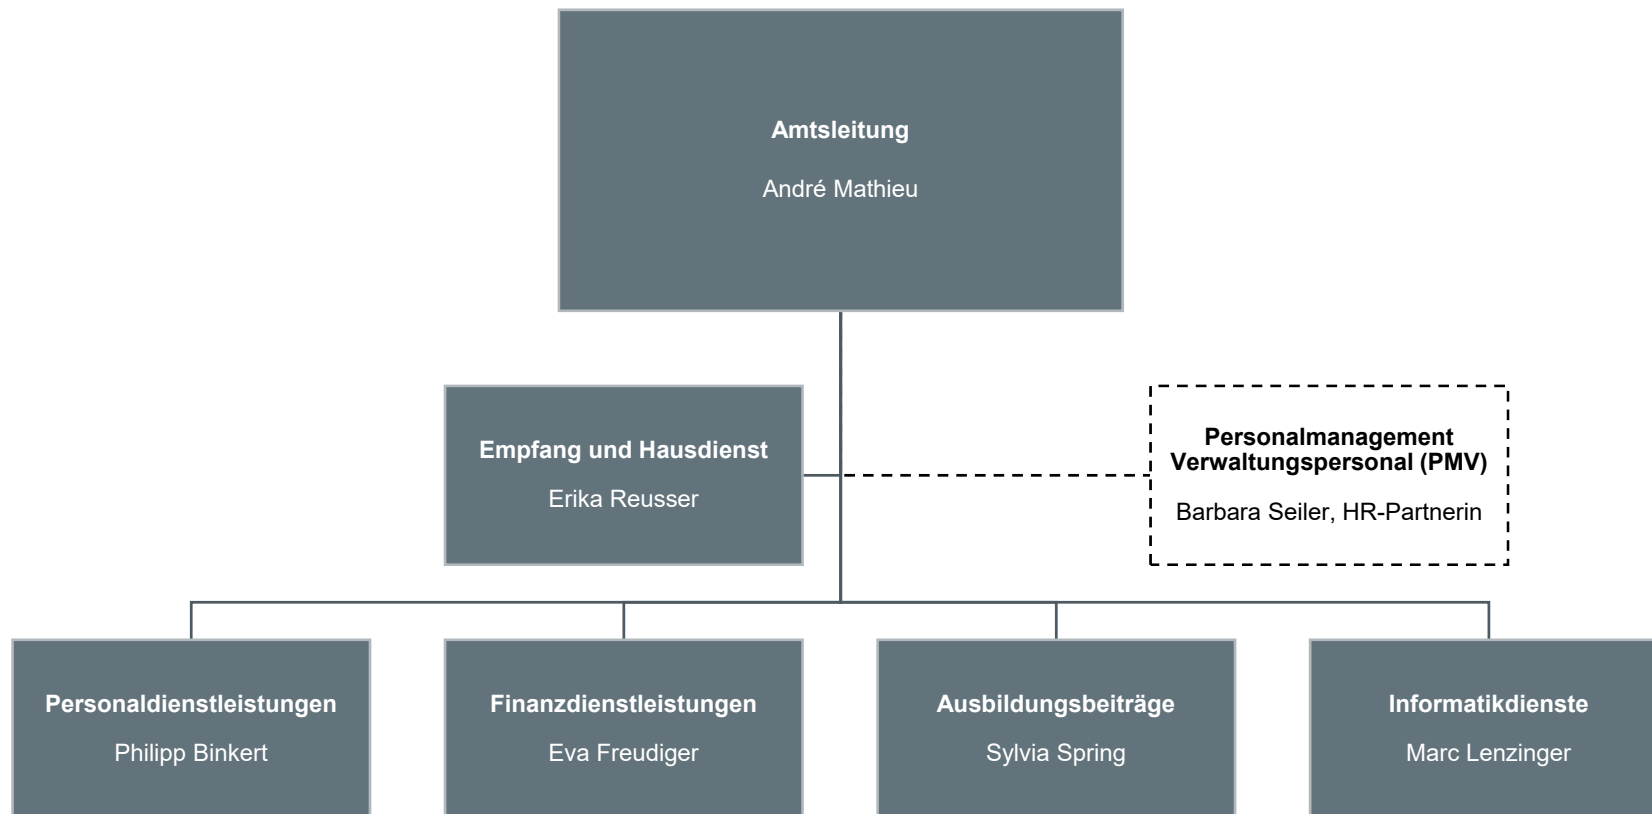 Amtsleitung
André Mathieu
Empfang und Hausdienst
Erika Reusser
Personalmanagement
Verwaltungspersonal (PMV)
Barbara Seiler, HR-Partnerin
Personaldienstleistungen
Philipp Binkert
Finanzdienstleistungen
Eva Freudiger
Ausbildungsbeiträge
Sylvia Spring
Informatikdienste
Marc Lenzinger